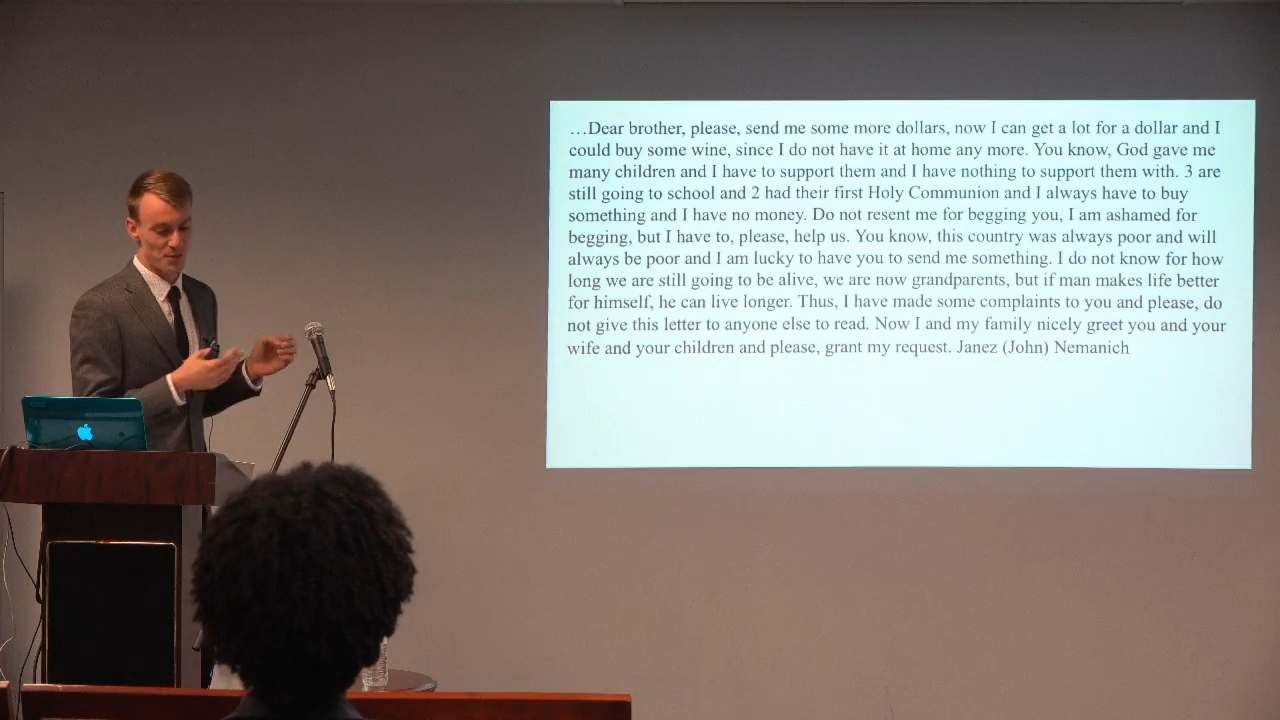 …Dear brother, please, send me some more dollars, now I can get a lot for a dollar and I
could buy some wine, since I do not have it at home any more. You know, God gave me
many children and I have to support them and I have nothing to support them with. 3 are
still going to school and 2 had their first Holy Communion and I always have to buy
something and I have no money. Do not resent me for begging you, I am ashamed for
begging, but I have to, please, help us. You know, this country was always poor and will
always be poor and I am lucky to have you to send me something. I do not know for how
long we are still going to be alive, we are now grandparents, but if man makes life better
for himself, he can live longer. Thus, I have made some complaints to you and please, do
not give this letter to anyone else to read. Now I and my family nicely greet you and your
wife and your children and please, grant my request. Janez (John) Nemanich